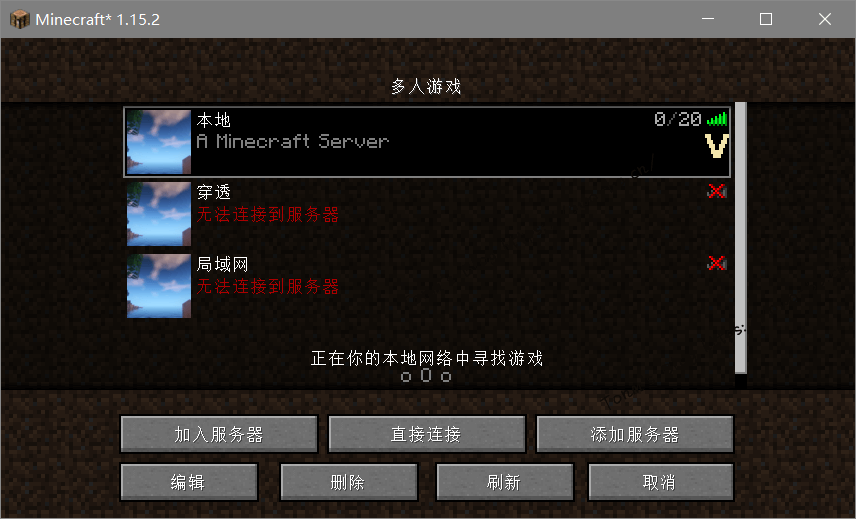 Minecraft* 1.15.2
多人游戏
本地
0/20
A Minecraft Server
V
穿透
无法连接到服务器
局域网
无法连接到服务器
正在你的本地网络中寻找游戏
o O o
加入服务器
直接连接
添加服务器
编辑
删除
刷新
取消